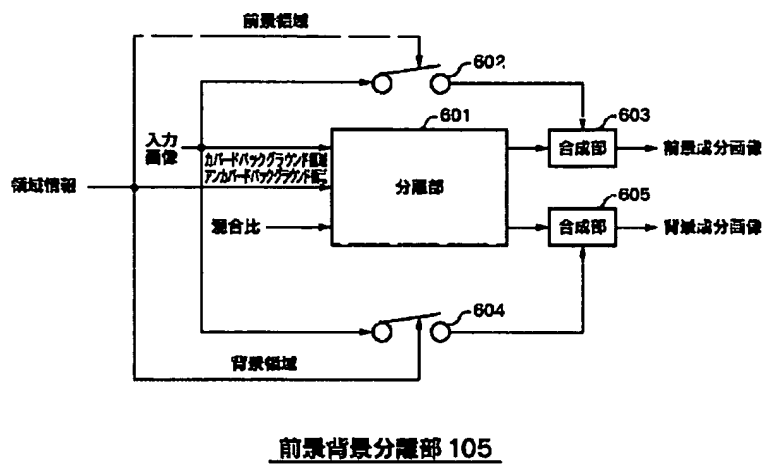 前景領域
602
601
603
入力
画像
カバードバックグラウンド領域
アンカバードバックグラウンド領域
合成部
前景成分画像
領域情報
分離部
605
混合比
合成部
背景成分画像
604
背景領域
前景背景分離部 105